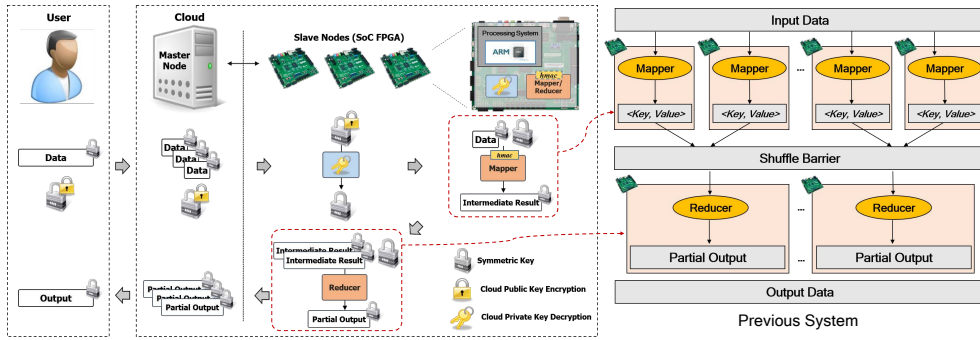 User
Cloud
Master
Node
Slave Nodes (SoC FPGA)
Processing System
ARM
hmac
Mapper/
Reducer
Data
Data
Data
Data
Data
hmac
Mapper
Intermediate Result
Intermediate Result
Intermediate Result
Reducer
Partial Output
Symmetric Key
Cloud Public Key Encryption
Cloud Private Key Decryption
Output
Partial Output
Partial Output
Partial Output
Input Data
Mapper
Mapper
...
Mapper
Mapper
<Key, Value>
<Key, Value>
<Key, Value>
<Key, Value>
Shuffle Barrier
Reducer
...
Reducer
Partial Output
...
Partial Output
Output Data
Previous System